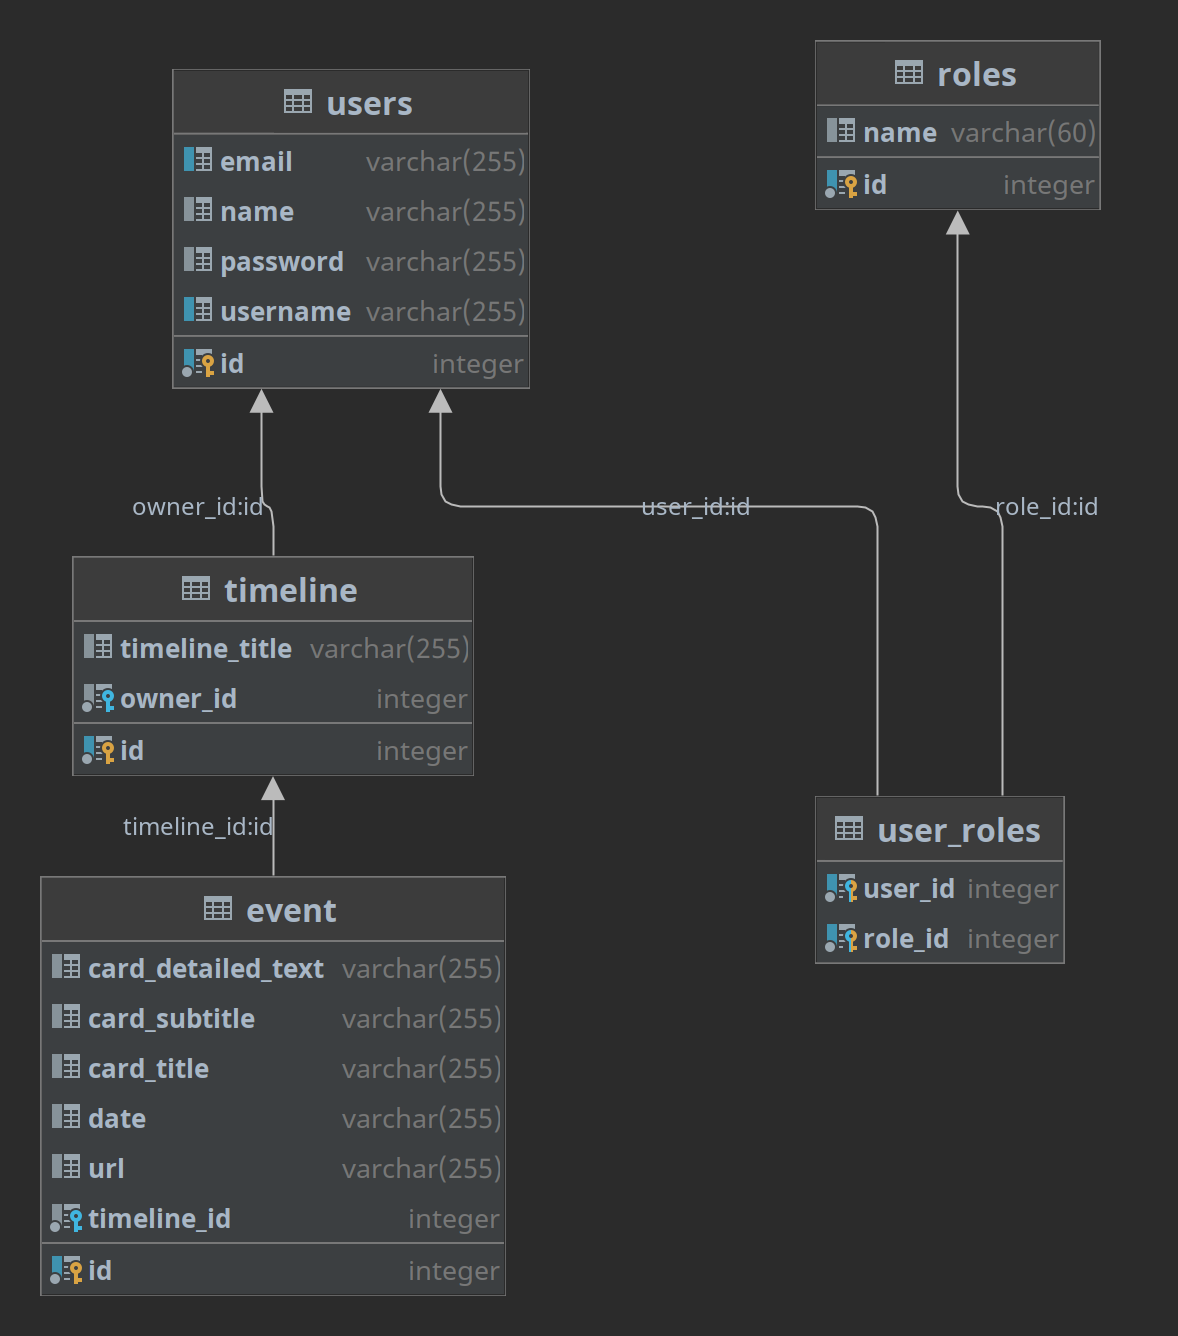 users
email varchar(255)
name varchar(255)
password varchar(255)
username varchar(255)
id integer
roles
name varchar(60)
id integer
owner_id:id
user_id:id
role_id:id
timeline
timeline_title varchar(255)
owner_id integer
id integer
timeline_id:id
user_roles
user_id integer
role_id integer
event
card_detailed_text varchar(255)
card_subtitle varchar(255)
card_title varchar(255)
date varchar(255)
url varchar(255)
timeline_id integer
id integer